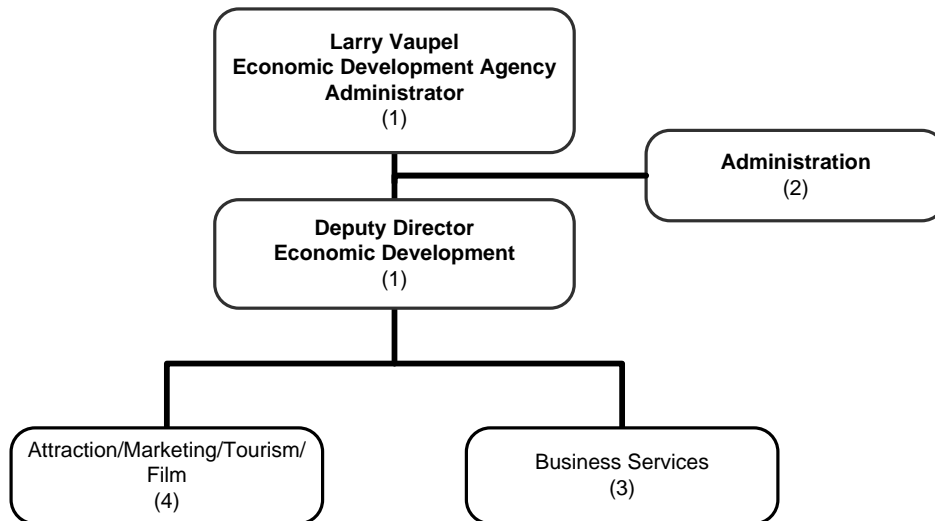 Larry Vaupel
Economic Development Agency
Administrator
(1)
Administration
(2)
Deputy Director
Economic Development
(1)
Attraction/Marketing/Tourism/
Film
(4)
Business Services
(3)